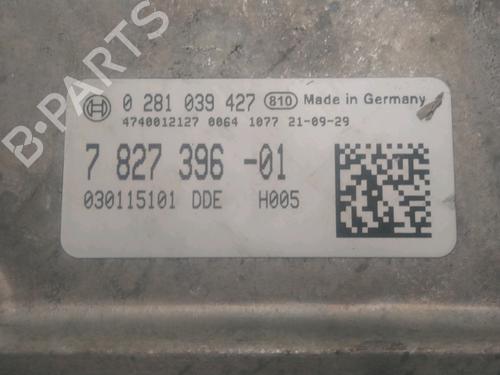 B-PARTS
0 281 039 427 810 Made in Germany
4740012127 0064 1077 21-09-29
7 827 396 -01
030115101 DDE H005